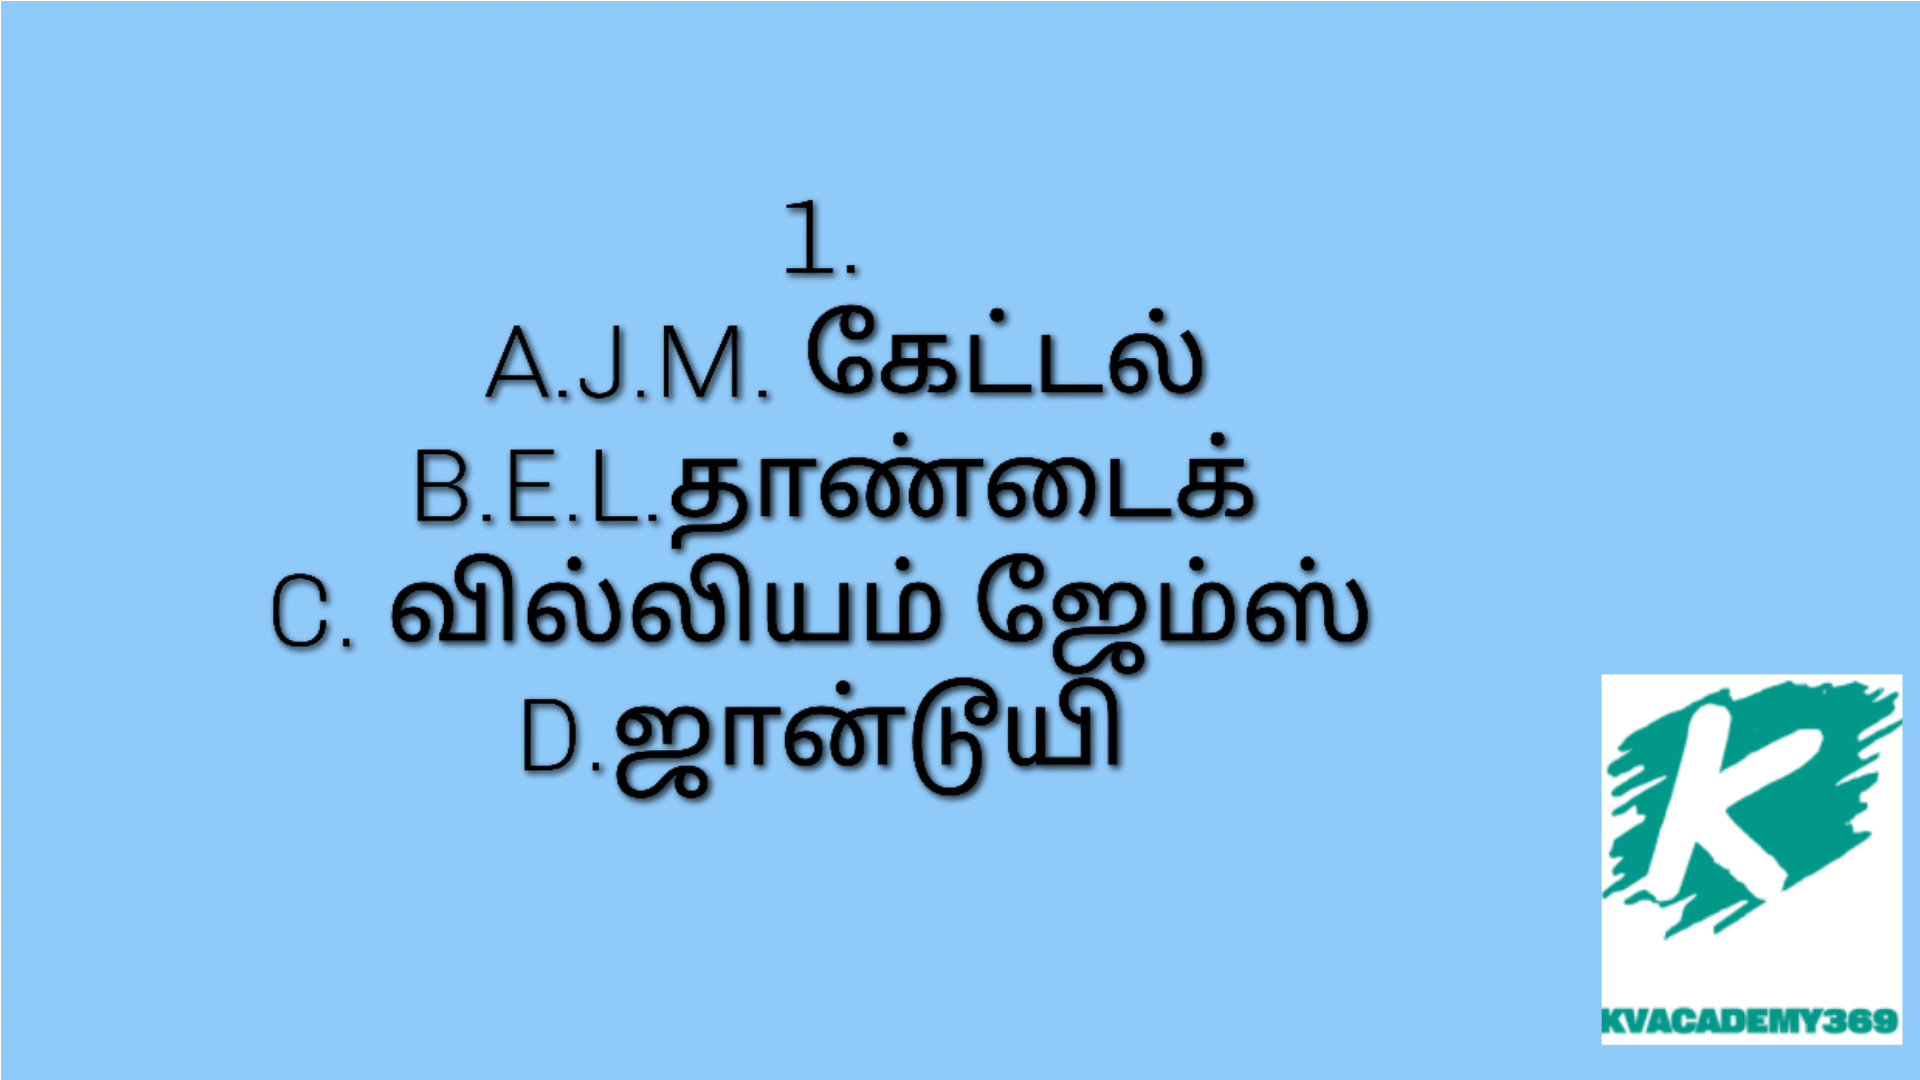 1.
A.J.M. கேட்டல்
B.E.L.தாண்டைக்
C. வில்லியம் ஜேம்ஸ்
D.ஜான்டூயி
K
KVACADEMY369